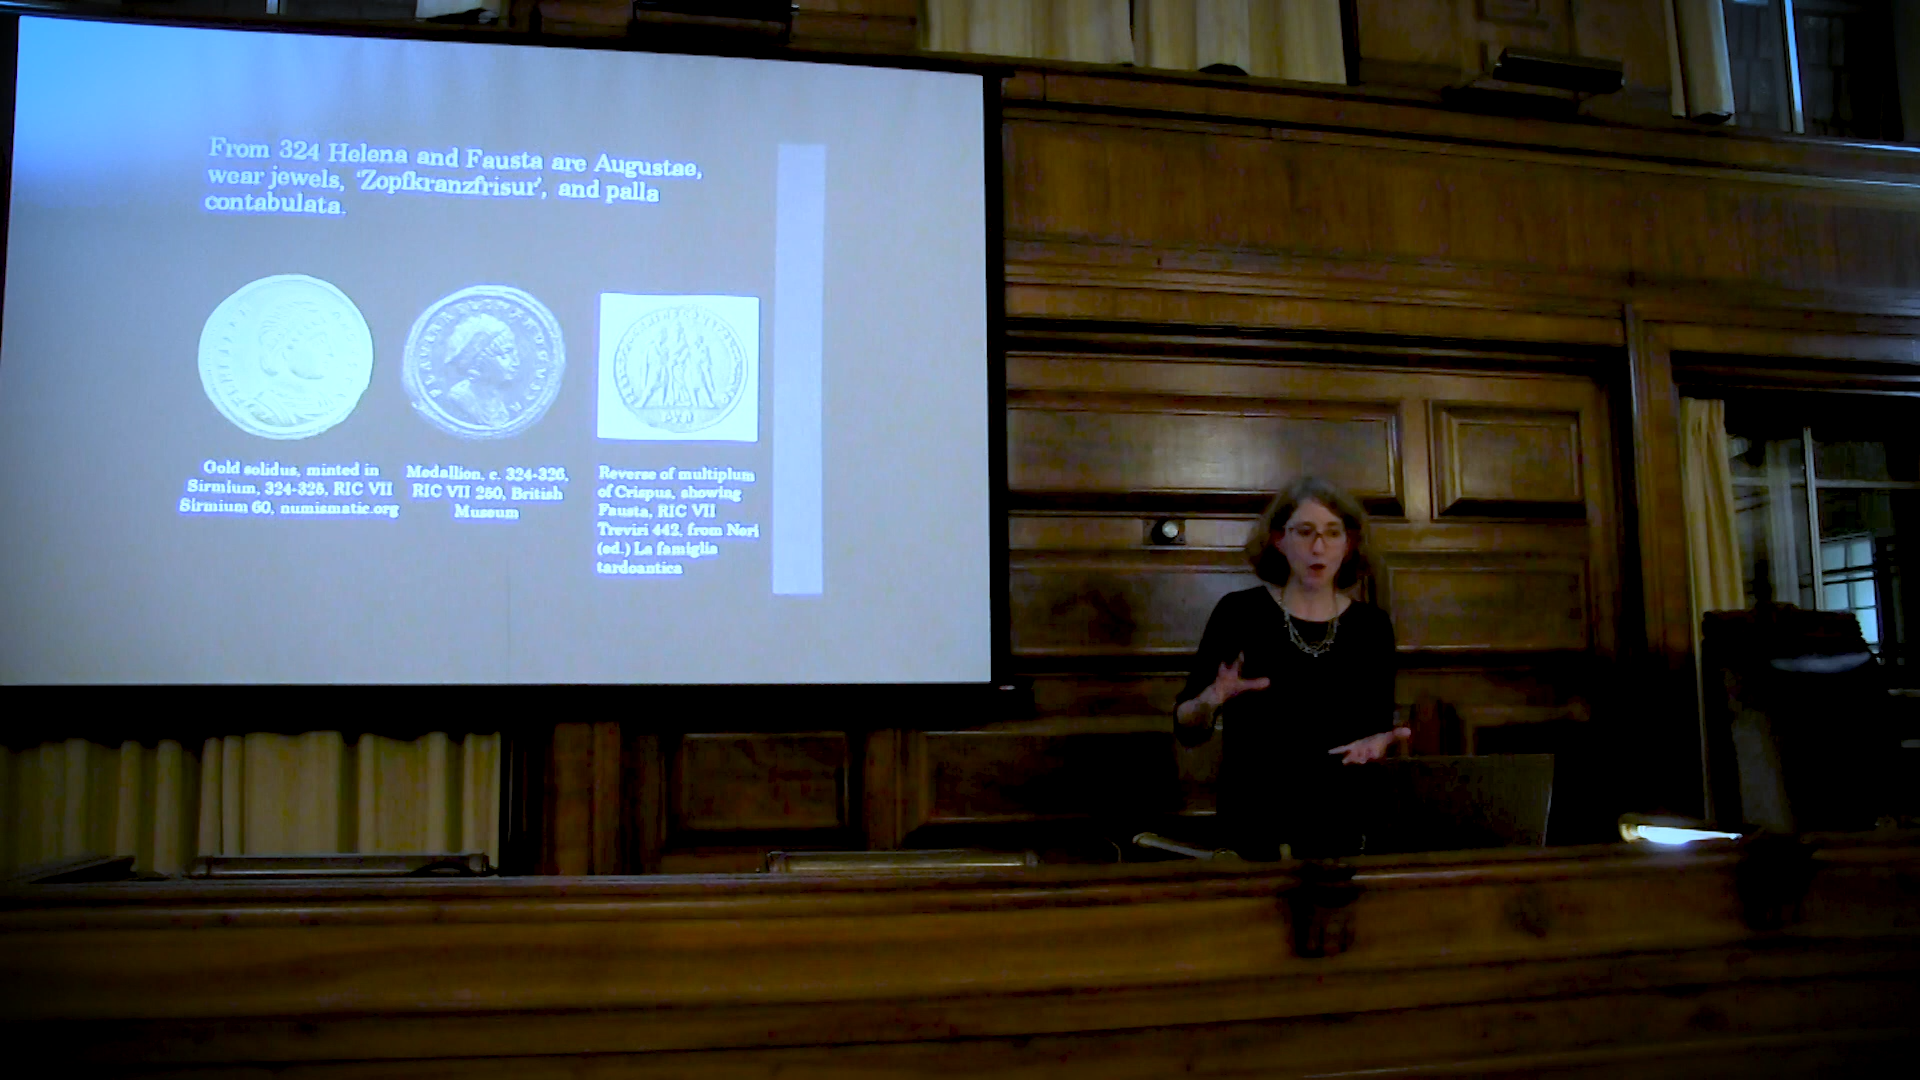 From 324 Helena and Fausta are Augustae,
wear jewels, ‘Zopfkranzfrisur’, and palla
contabulata.
Gold solidus, minted in
Sirmium, 324-325, RIC VII
Sirmium 60, numismatic.org
Medallion, c. 324-326,
RIC VII 250, British
Museum
Reverse of multiplum
of Crispus, showing
Fausta, RIC VII
Treviri 442, from Neri
(ed.) La famiglia
tardoantica